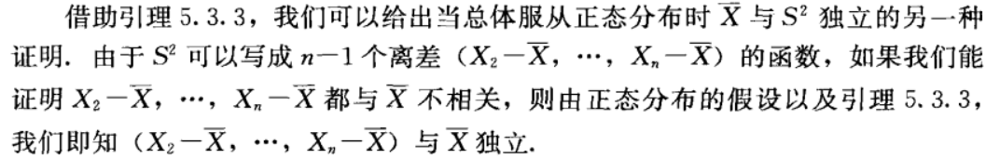 借助引理 5.3.3，我们可以给出当总体服从正态分布时 $\overline{X}$ 与 $S^2$ 独立的另一种
证明. 由于 $S^2$ 可以写成 $n-1$ 个离差（$X_2-\overline{X}$，…，$X_n-\overline{X}$）的函数，如果我们能
证明 $X_2-\overline{X}$，…，$X_n-\overline{X}$ 都与 $\overline{X}$ 不相关，则由正态分布的假设以及引理 5.3.3，
我们即知（$X_2-\overline{X}$，…，$X_n-\overline{X}$）与 $\overline{X}$ 独立.